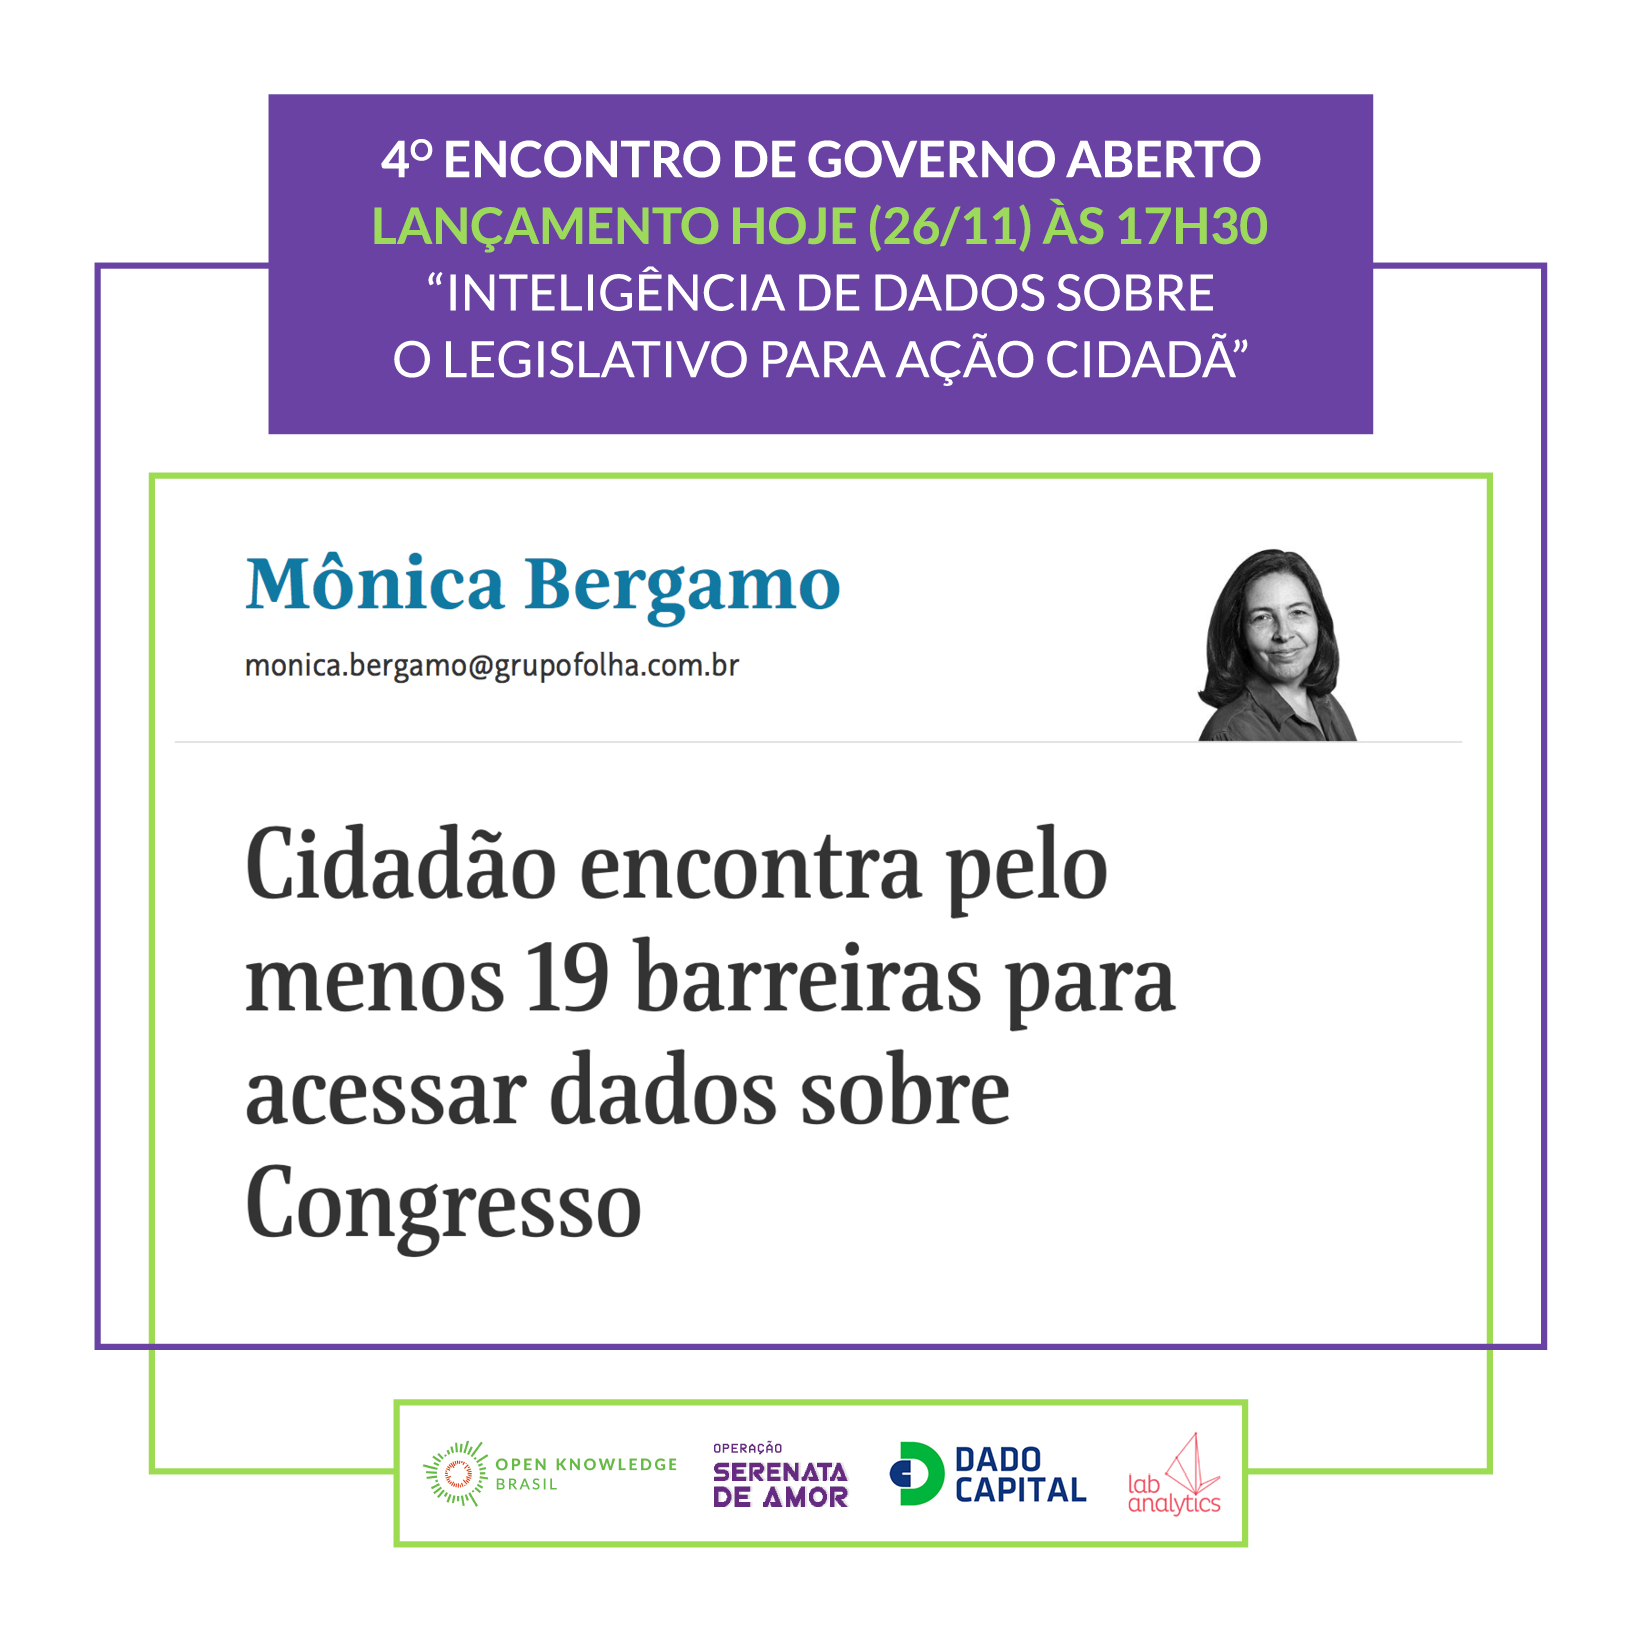 4º ENCONTRO DE GOVERNO ABERTO
LANÇAMENTO HOJE (26/11) ÀS 17H30
“INTELIGÊNCIA DE DADOS SOBRE
O LEGISLATIVO PARA AÇÃO CIDADÔ
Mônica Bergamo
monica.bergamo@grupofolha.com.br
Cidadão encontra pelo
menos 19 barreiras para
acessar dados sobre
Congresso
OPEN KNOWLEDGE
BRASIL
OPERAÇÃO
SERENATA
DE AMOR
DADO
CAPITAL
lab
analytics